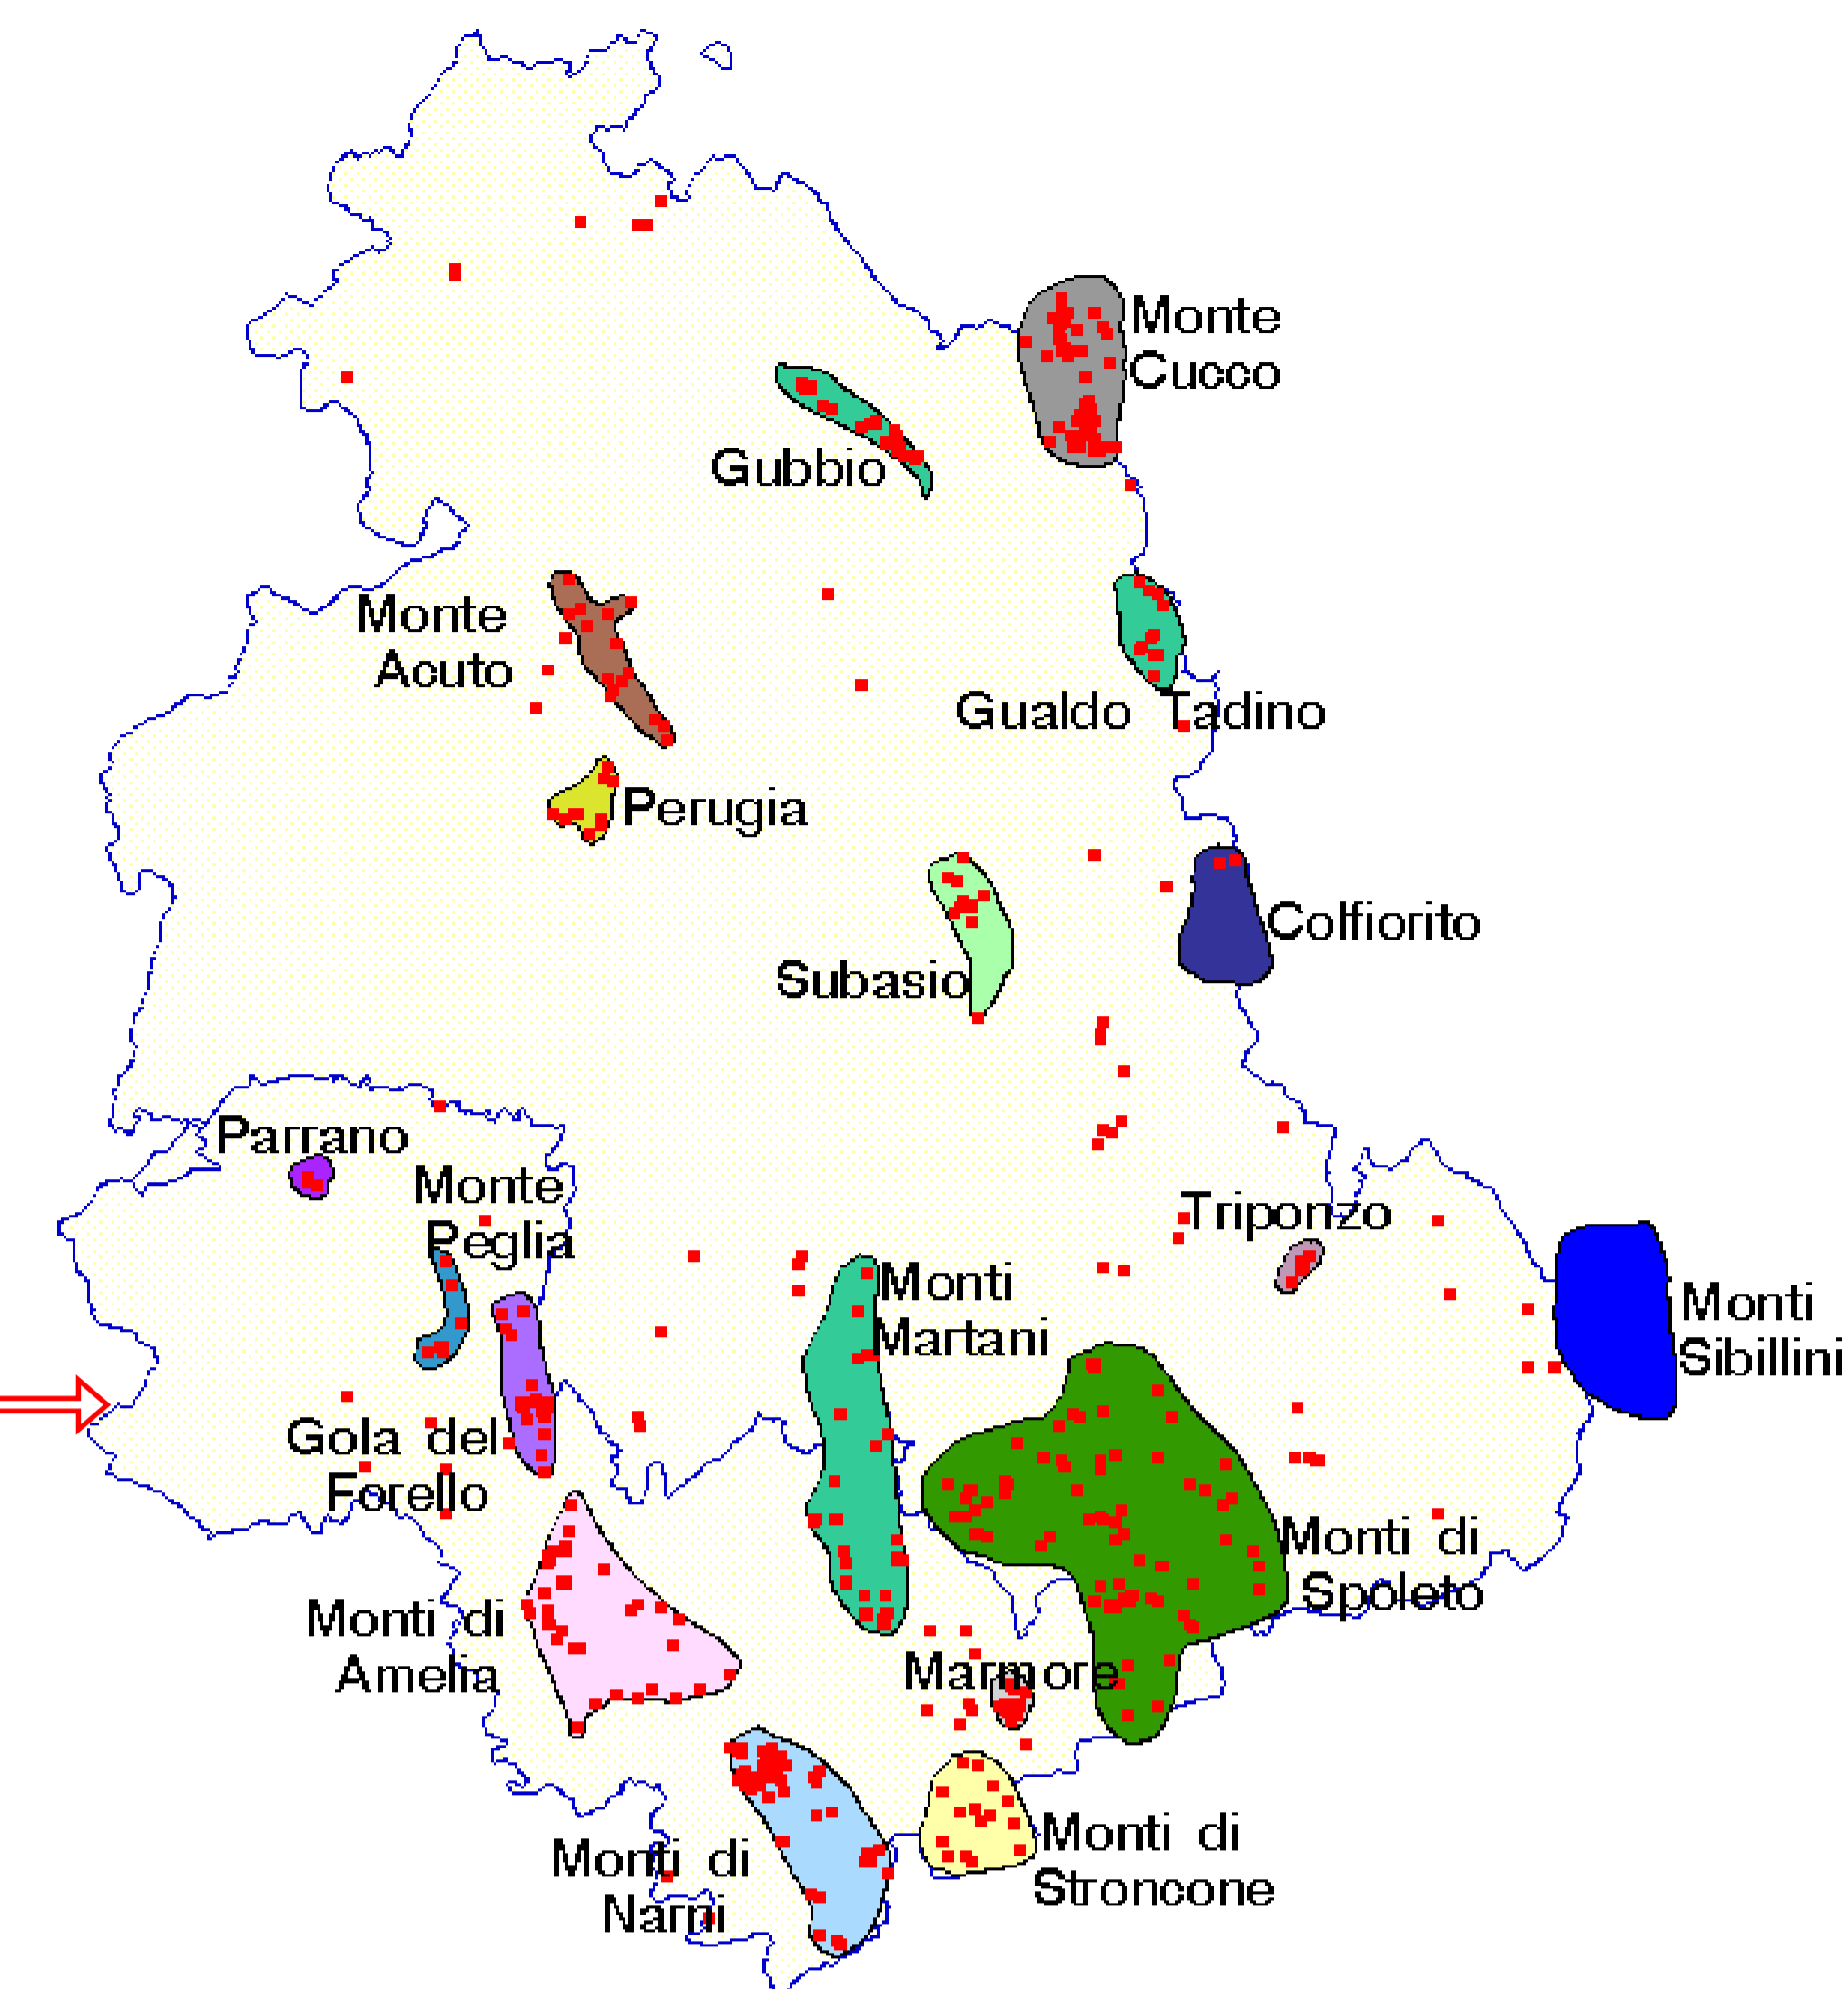 Monte
Cucco
Gubbio
Monte
Acuto
Gualdo Tadino
Perugia
Colfiorito
Subasio
Parrano
Monte
Peglia
Triponzo
Monti
Martani
Monti
Sibillini
Gola del
Forello
Monti di
Spoleto
Monti di
Amelia
Marmore
Monti di
Stroncone
Monti di
Narni